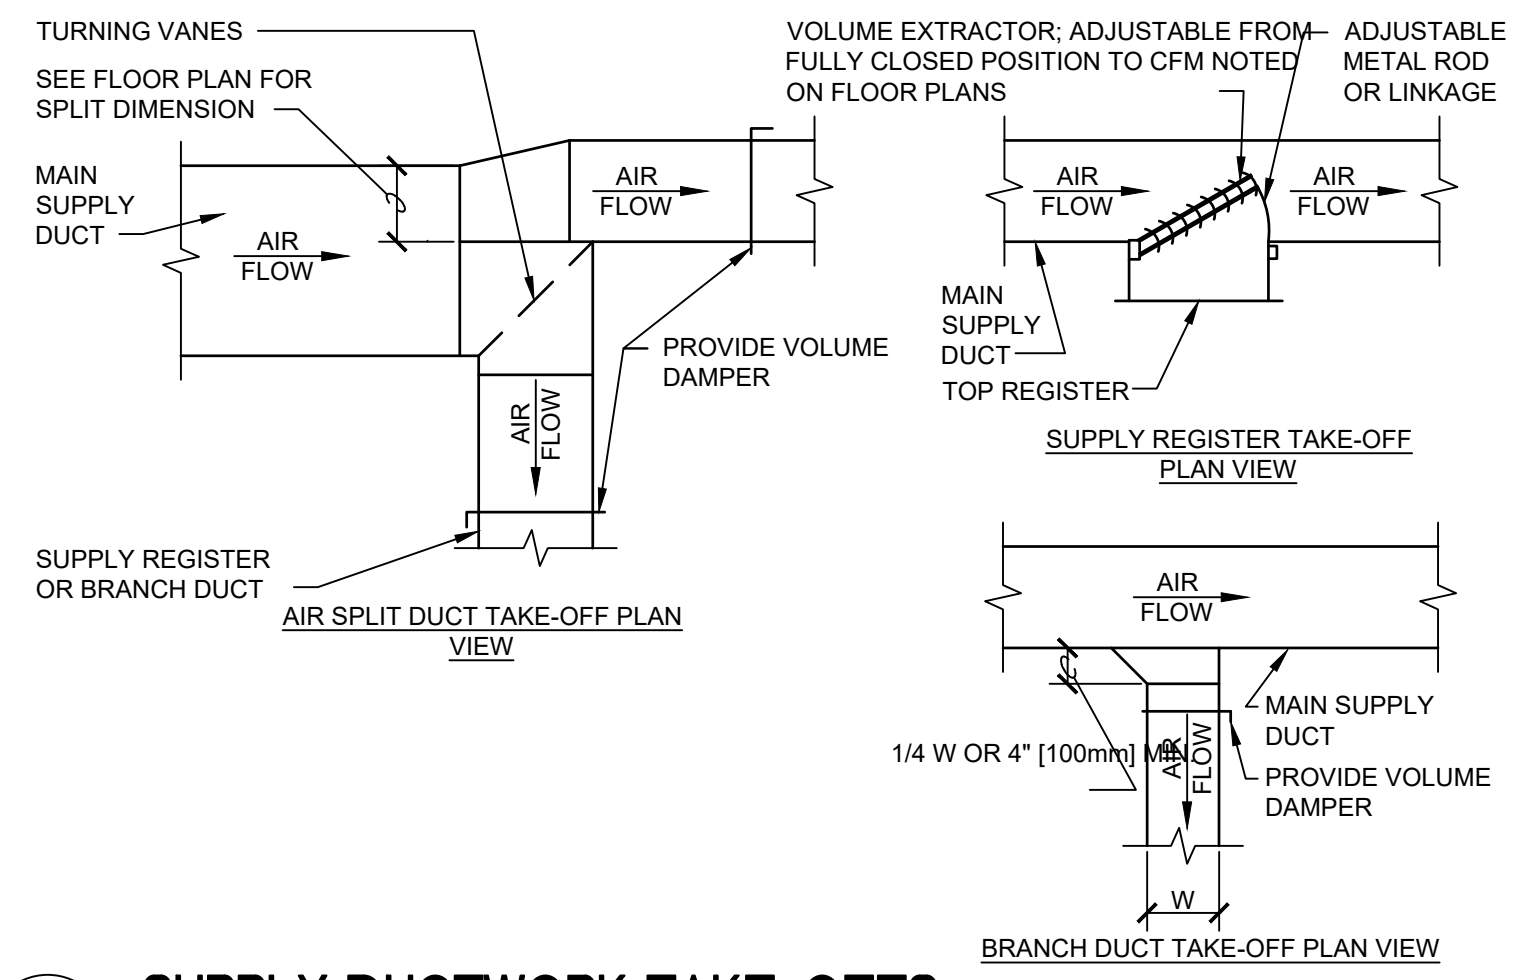 TURNING VANES
SEE FLOOR PLAN FOR
SPLIT DIMENSION
MAIN
SUPPLY
DUCT
AIR
FLOW
AIR
FLOW
PROVIDE VOLUME
DAMPER
AIR
FLOW
SUPPLY REGISTER
OR BRANCH DUCT
AIR SPLIT DUCT TAKE-OFF PLAN
VIEW
VOLUME EXTRACTOR; ADJUSTABLE FROM
FULLY CLOSED POSITION TO CFM NOTED
ON FLOOR PLANS
ADJUSTABLE
METAL ROD
OR LINKAGE
AIR
FLOW
AIR
FLOW
MAIN
SUPPLY
DUCT
TOP REGISTER
SUPPLY REGISTER TAKE-OFF
PLAN VIEW
AIR
FLOW
MAIN SUPPLY
DUCT
1/4 W OR 4" [100mm] MIN.
AIR
FLOW
PROVIDE VOLUME
DAMPER
W
BRANCH DUCT TAKE-OFF PLAN VIEW
SUPPLY DUCTWORK TAKE-OFFS